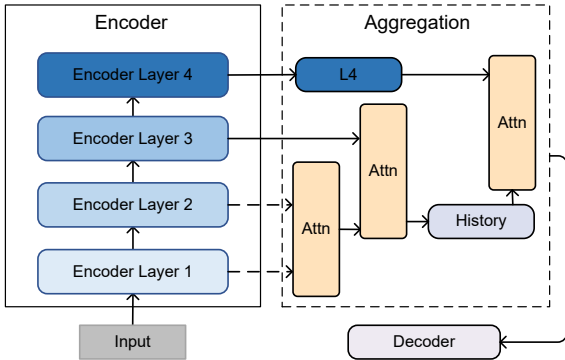 Encoder
Encoder Layer 4
Encoder Layer 3
Encoder Layer 2
Encoder Layer 1
Input
Aggregation
L4
Attn
Attn
Attn
History
Decoder